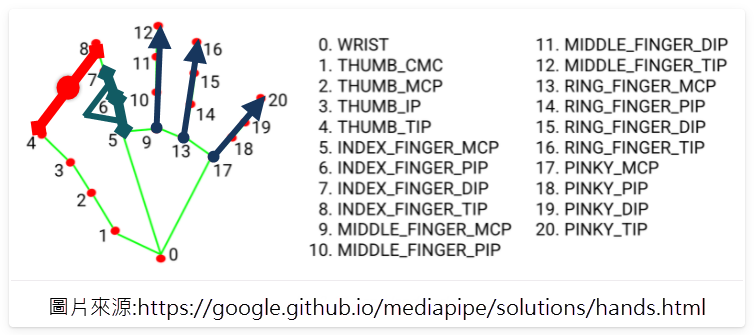 12
16
8
11
7
15
20
10
6
14
19
4
5
9
13
18
3
17
2
1
0
0. WRIST
1. THUMB_CMC
2. THUMB_MCP
3. THUMB_IP
4. THUMB_TIP
5. INDEX_FINGER_MCP
6. INDEX_FINGER_PIP
7. INDEX_FINGER_DIP
8. INDEX_FINGER_TIP
9. MIDDLE_FINGER_MCP
10. MIDDLE_FINGER_PIP
11. MIDDLE_FINGER_DIP
12. MIDDLE_FINGER_TIP
13. RING_FINGER_MCP
14. RING_FINGER_PIP
15. RING_FINGER_DIP
16. RING_FINGER_TIP
17. PINKY_MCP
18. PINKY_PIP
19. PINKY_DIP
20. PINKY_TIP
圖片來源:https://google.github.io/mediapipe/solutions/hands.html